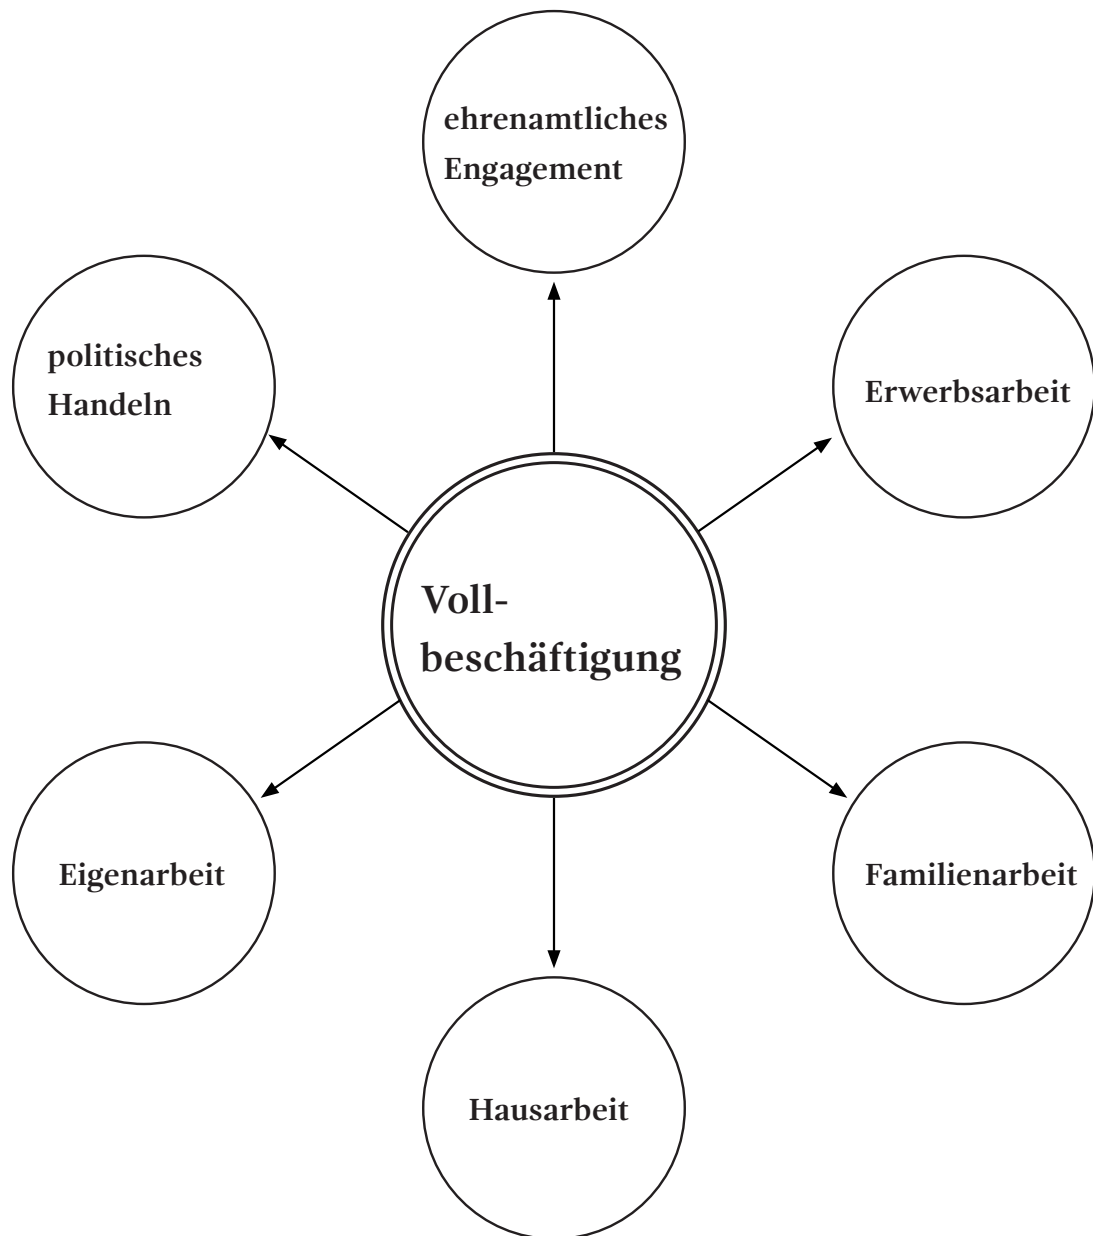 ehrenamtliches
Engagement
politisches
Handeln
Erwerbsarbeit
Voll-
beschäftigung
Eigenarbeit
Familienarbeit
Hausarbeit